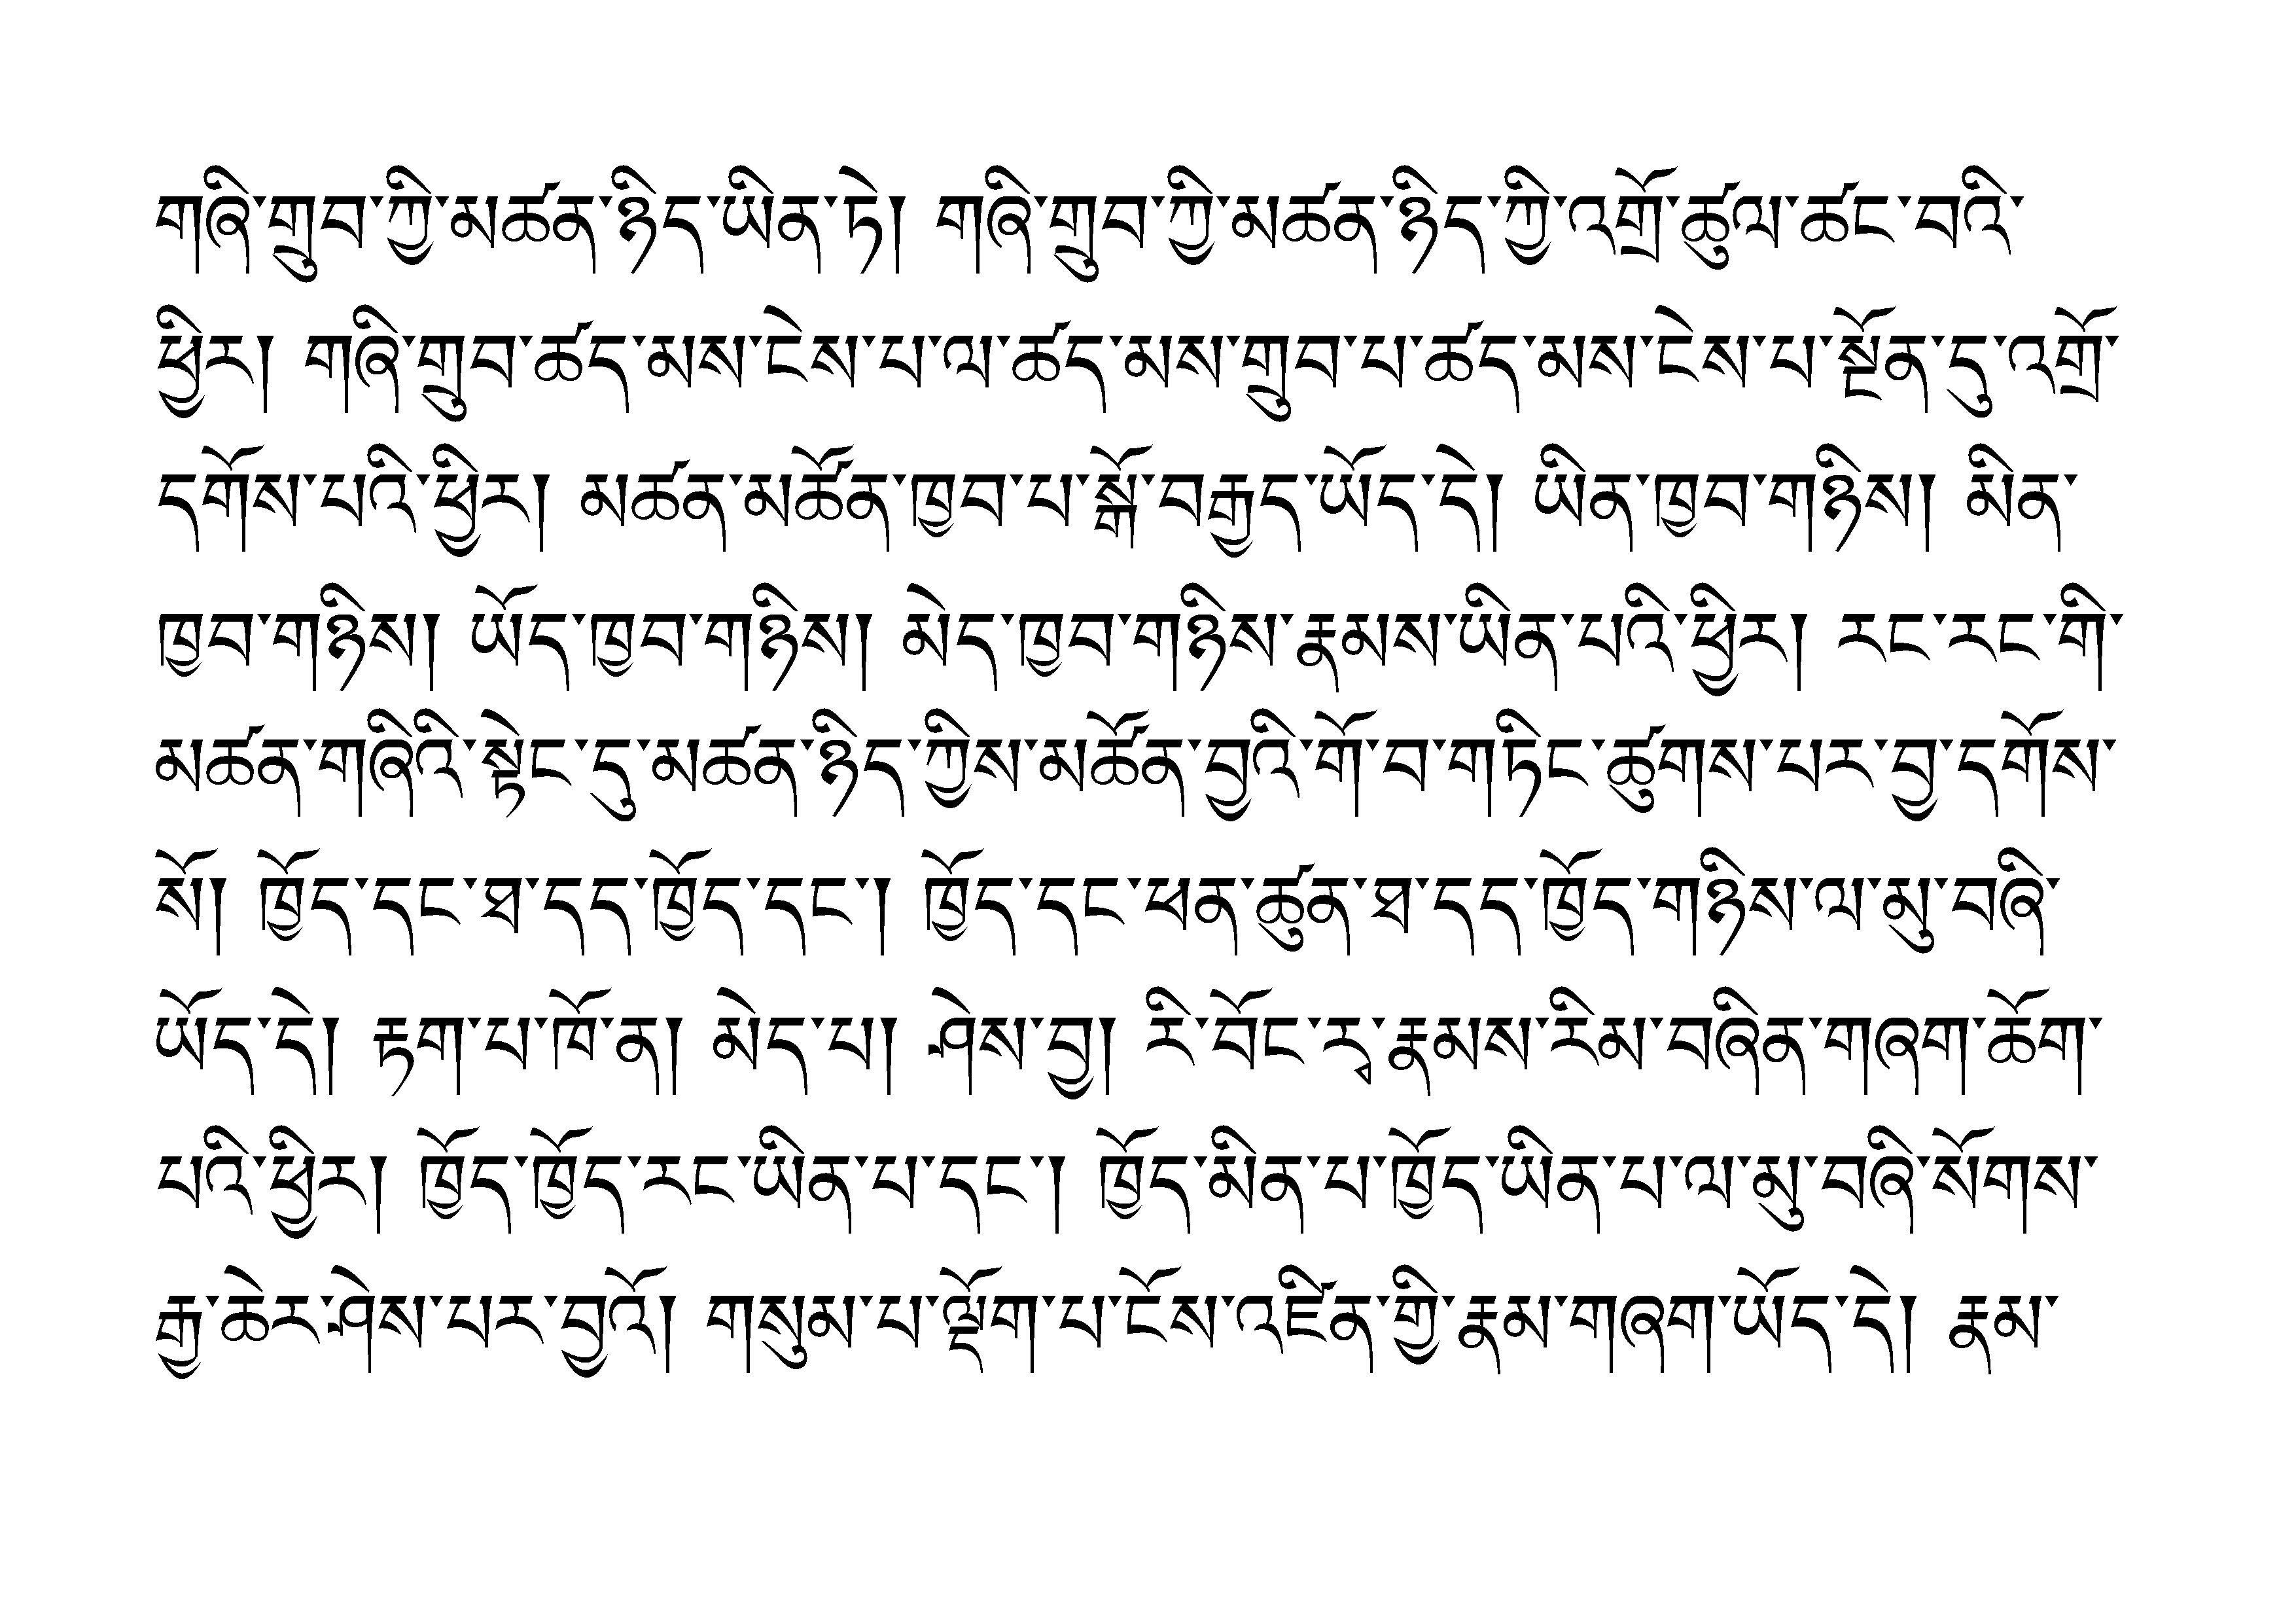 གཞི་གྲུབ་ཀྱི་མཚན་ཉིད་ཡིན་ཏེ། གཞི་གྲུབ་ཀྱི་མཚན་ཉིད་ཀྱི་འགྲོ་ཚུལ་ཚང་བའི་
ཕྱིར། གཞི་གྲུབ་ཚད་མས་ངེས་པ་ལ་ཚད་མས་གྲུབ་པ་ཚད་མས་ངེས་པ་སྔོན་དུ་འགྲོ་
དགོས་པའི་ཕྱིར། མཚན་མཚོན་ཁྱབ་པ་སྒོ་བརྒྱད་ཡོད་དེ། ཡིན་ཁྱབ་གཉིས། མིན་
ཁྱབ་གཉིས། ཡོད་ཁྱབ་གཉིས། མེད་ཁྱབ་གཉིས་རྣམས་ཡིན་པའི་ཕྱིར། རང་རང་གི་
མཚན་གཞིའི་སྟེང་དུ་མཚན་ཉིད་ཀྱིས་མཚོན་བྱའི་གོ་བ་གཏིང་ཚུགས་པར་བྱ་དགོས་
སོ། ཁྱོད་དང་ཐ་དད་ཁྱོད་དང་། ཁྱོད་དང་ཕན་ཚུན་ཐ་དད་ཁྱོད་གཉིས་ལ་མུ་བཞི་
ཡོད་དེ། རྟག་པ་ཁོ་ན། མེད་པ། ཤེས་བྱ། རི་བོང་རྭ་རྣམས་རིམ་བཞིན་གཞག་ཆོག་
པའི་ཕྱིར། ཁྱོད་ཁྱོད་རང་ཡིན་པ་དང་། ཁྱོད་མིན་པ་ཁྱོད་ཡིན་པ་ལ་མུ་བཞི་སོགས་
རྒྱ་ཆེར་ཤེས་པར་བྱའོ། གསུམ་པ་ལྡོག་པ་ངོས་འཛིན་གྱི་རྣམ་གཞག་ཡོད་དེ། རྣམ་